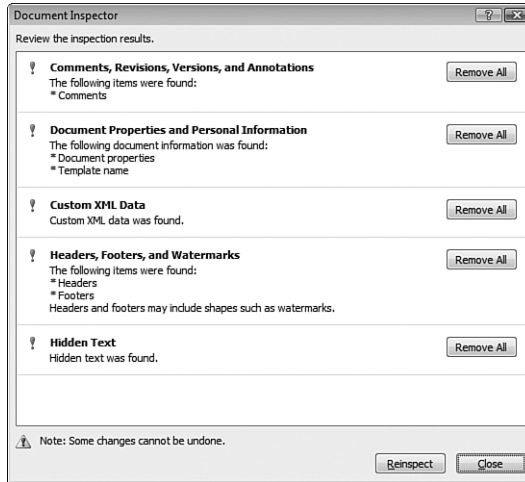 Document Inspector
Review the inspection results.
Comments, Revisions, Versions, and Annotations
Remove All
The following items were found:
* Comments
Document Properties and Personal Information
Remove All
The following document information was found:
* Document properties
* Template name
Custom XML Data
Remove All
Custom XML data was found.
Headers, Footers, and Watermarks
Remove All
The following items were found:
* Headers
* Footers
Headers and footers may include shapes such as watermarks.
Hidden Text
Remove All
Hidden text was found.
Note: Some changes cannot be undone.
Reinspect
Close